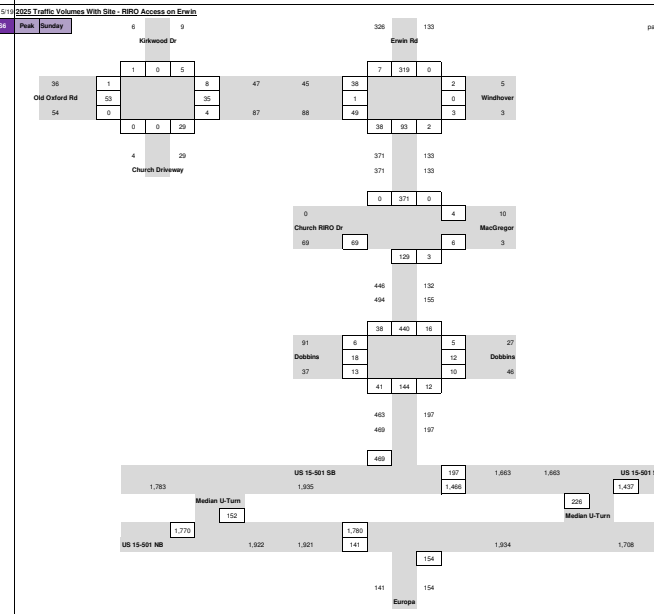 5/19 2025 Traffic Volumes With Site - RIRO Access on Erwin
36 Peak Sunday 6 9 326 133 pa
Kirkwood Dr Erwin Rd
1 0 5 7 319 0
36 1 8 47 45 38 2 5
Old Oxford Rd 53 35 1 0 Windhover
54 0 4 87 88 49 3 3
0 0 29 38 93 2
4 29 371 133
Church Driveway 371 133
0 371 0
0 4 10
Church RIRO Dr MacGregor
69 69 6 3
129 3
446 132
494 155
38 440 16
91 6 5 27
Dobbins 18 12 Dobbins
37 13 10 46
41 144 12
463 197
469 197
469
US 15-501 SB 197 1,663 1,663 US 15-501
1,783 1,935 1,466 1,437
Median U-Turn 226
152 Median U-Turn
1,770 1,780
US 15-501 NB 1,922 1,921 141 1,934 1,708
154
141 154
Europa